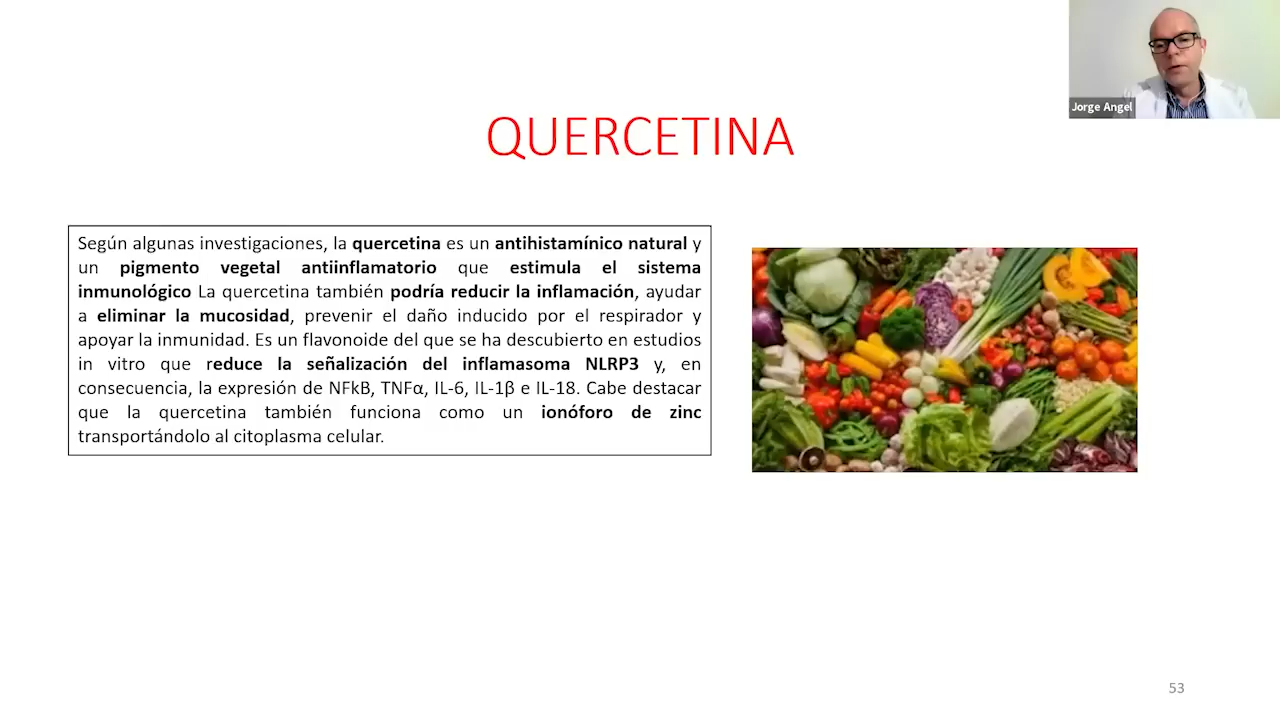 Jorge Angel
QUERCETINA
Según algunas investigaciones, la quercetina es un antihistamínico natural y
un pigmento vegetal antiinflamatorio que estimula el sistema
inmunológico La quercetina también podría reducir la inflamación, ayudar
a eliminar la mucosidad, prevenir el daño inducido por el respirador y
apoyar la inmunidad. Es un flavonoide del que se ha descubierto en estudios
in vitro que reduce la señalización del inflamasoma NLRP3 y, en
consecuencia, la expresión de NFkB, TNFα, IL-6, IL-1β e IL-18. Cabe destacar
que la quercetina también funciona como un ionóforo de zinc
transportándolo al citoplasma celular.
53